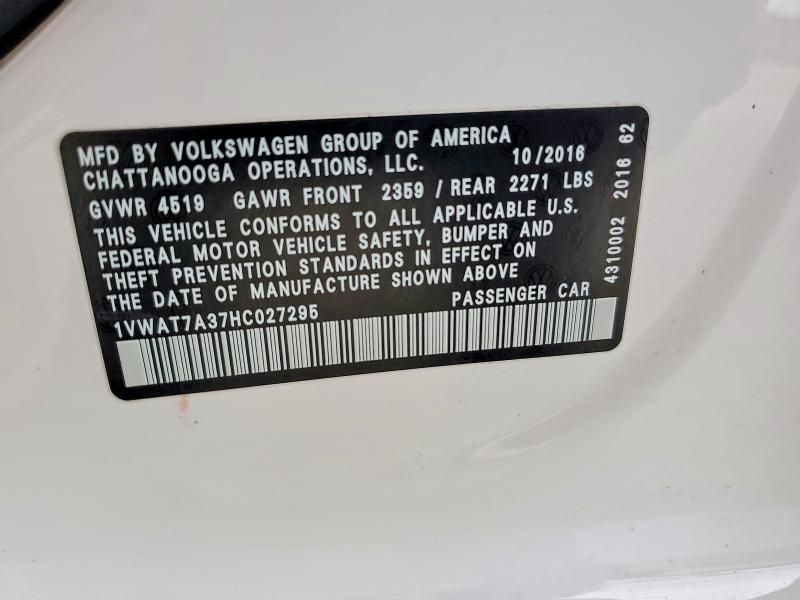 MFD BY VOLKSWAGEN GROUP OF AMERICA
CHATTANOOGA OPERATIONS, LLC. 10/2016
GVWR 4519 GAWR FRONT 2359 / REAR 2271 LBS
THIS VEHICLE CONFORMS TO ALL APPLICABLE U.S.
FEDERAL MOTOR VEHICLE SAFETY, BUMPER AND
THEFT PREVENTION STANDARDS IN EFFECT ON
THE DATE OF MANUFACTURE SHOWN ABOVE
1VWAT7A37HC027295 PASSENGER CAR
4310002 2016 62